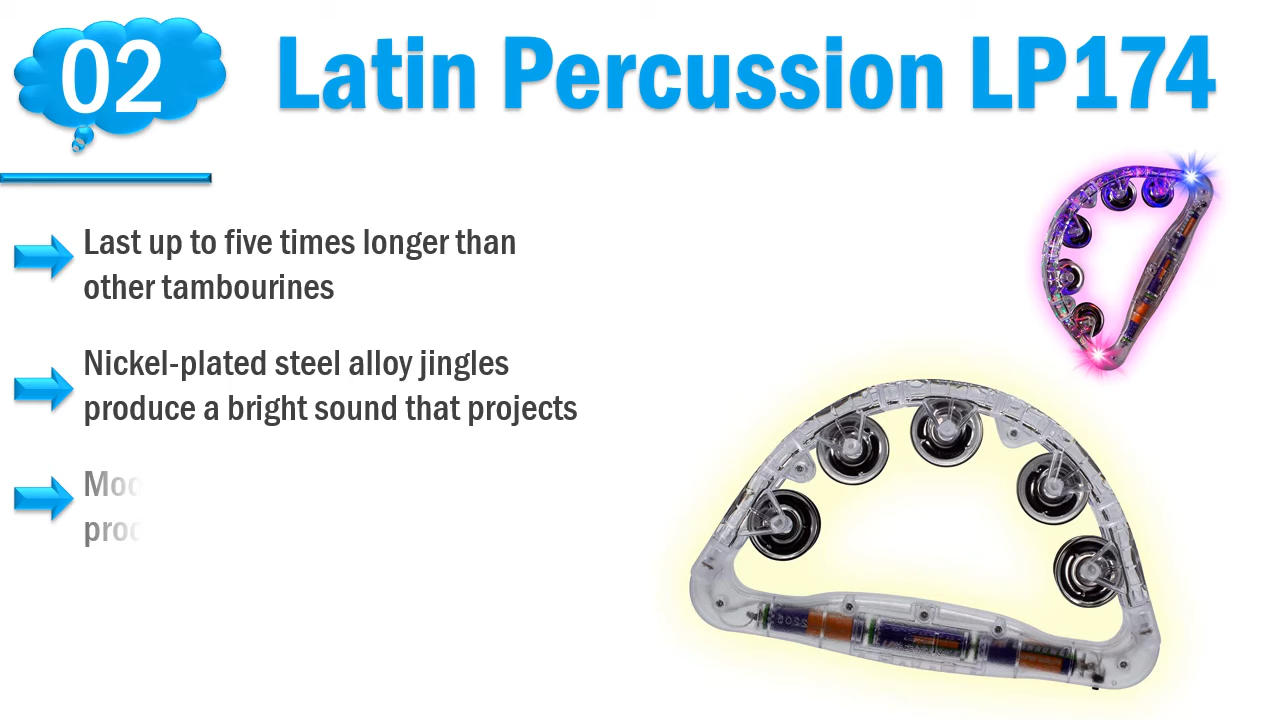 02
Latin Percussion LP174
Last up to five times longer than
other tambourines
Nickel-plated steel alloy jingles
produce a bright sound that projects